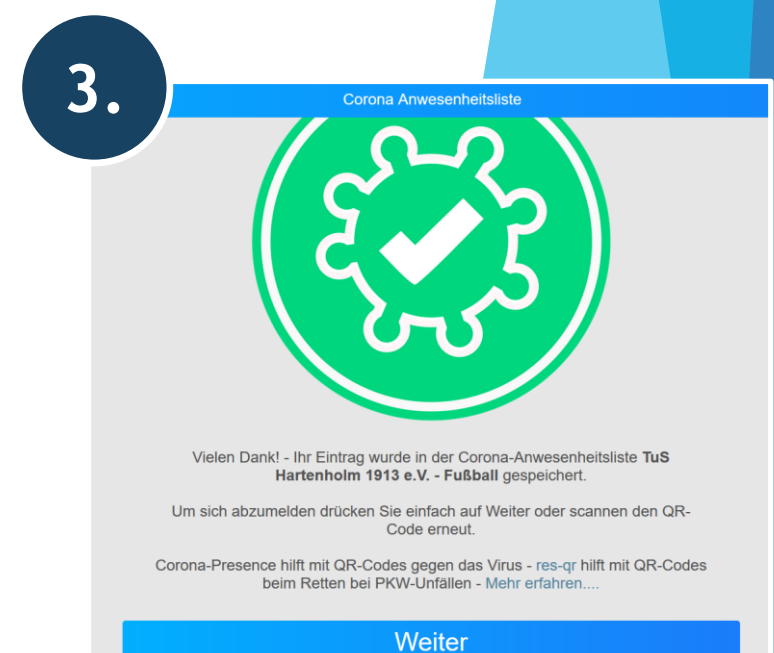 3.
Corona Anwesenheitsliste
Vielen Dank! - Ihr Eintrag wurde in der Corona-Anwesenheitsliste TuS
Hartenholm 1913 e.V. - Fußball gespeichert.
Um sich abzumelden drücken Sie einfach auf Weiter oder scannen den QR-
Code erneut.
Corona-Presence hilft mit QR-Codes gegen das Virus - res-qr hilft mit QR-Codes
beim Retten bei PKW-Unfällen - Mehr erfahren....
Weiter